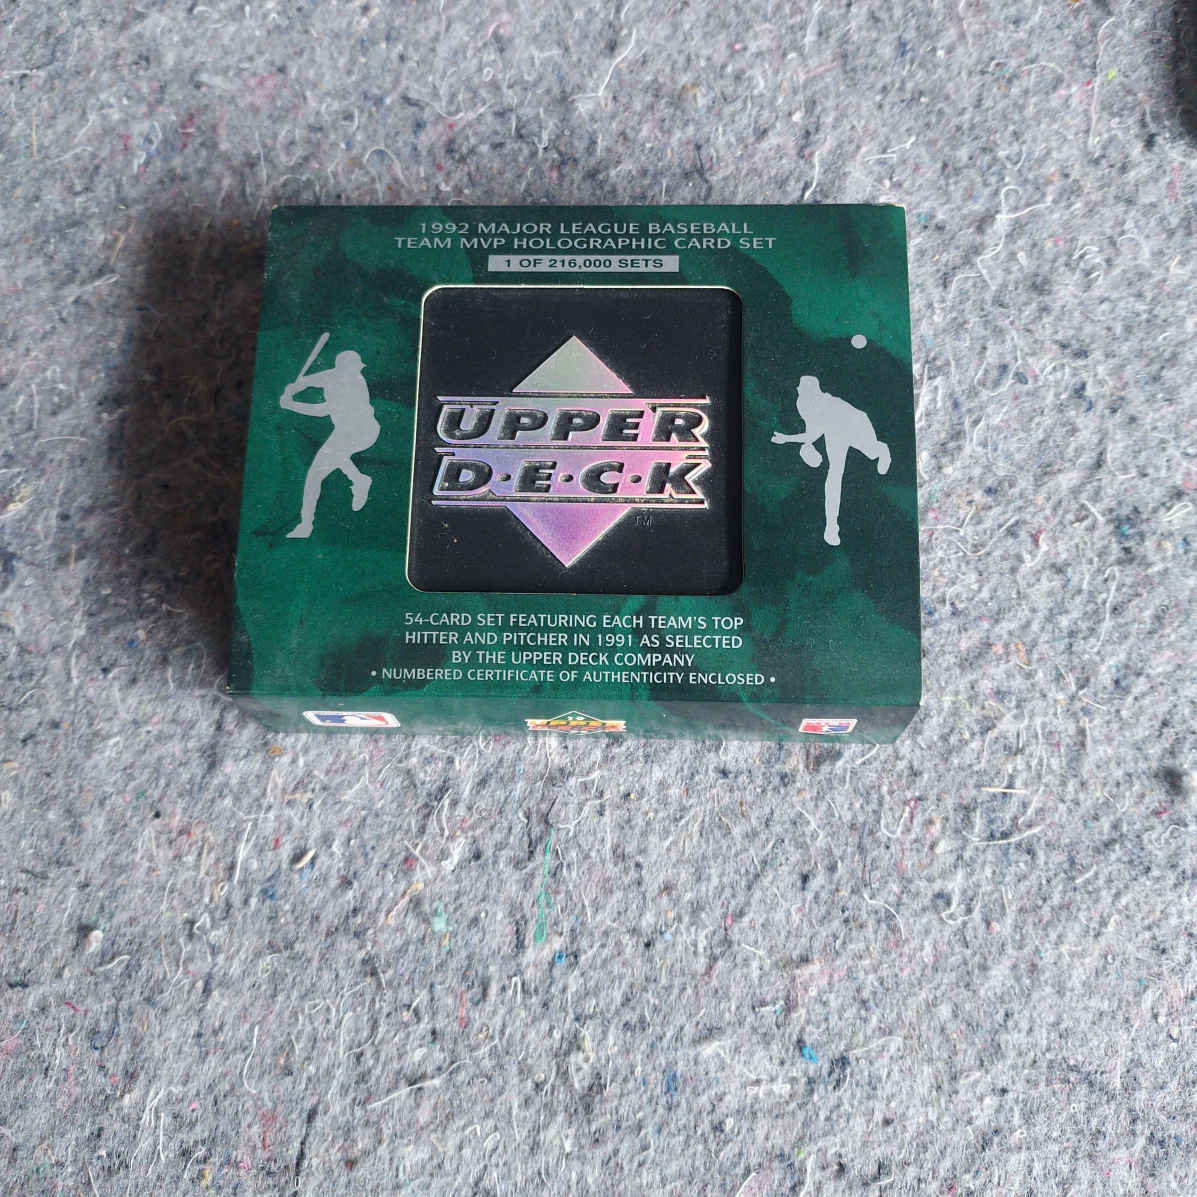 1992 MAJOR LEAGUE BASEBALL
TEAM MVP HOLOGRAPHIC CARD SET
1 OF 216,000 SETS
UPPER
D·E·C·K
TM
54-CARD SET FEATURING EACH TEAM'S TOP
HITTER AND PITCHER IN 1991 AS SELECTED
BY THE UPPER DECK COMPANY
• NUMBERED CERTIFICATE OF AUTHENTICITY ENCLOSED •
UPPER